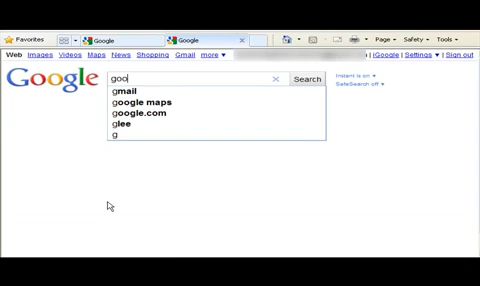 Favorites Google Google Page Safety Tools
Web Images Videos Maps News Shopping Gmail more | iGoogle | Settings | Sign out
Google goo Search Instant is on
SafeSearch off
gmail
google maps
google.com
glee
g